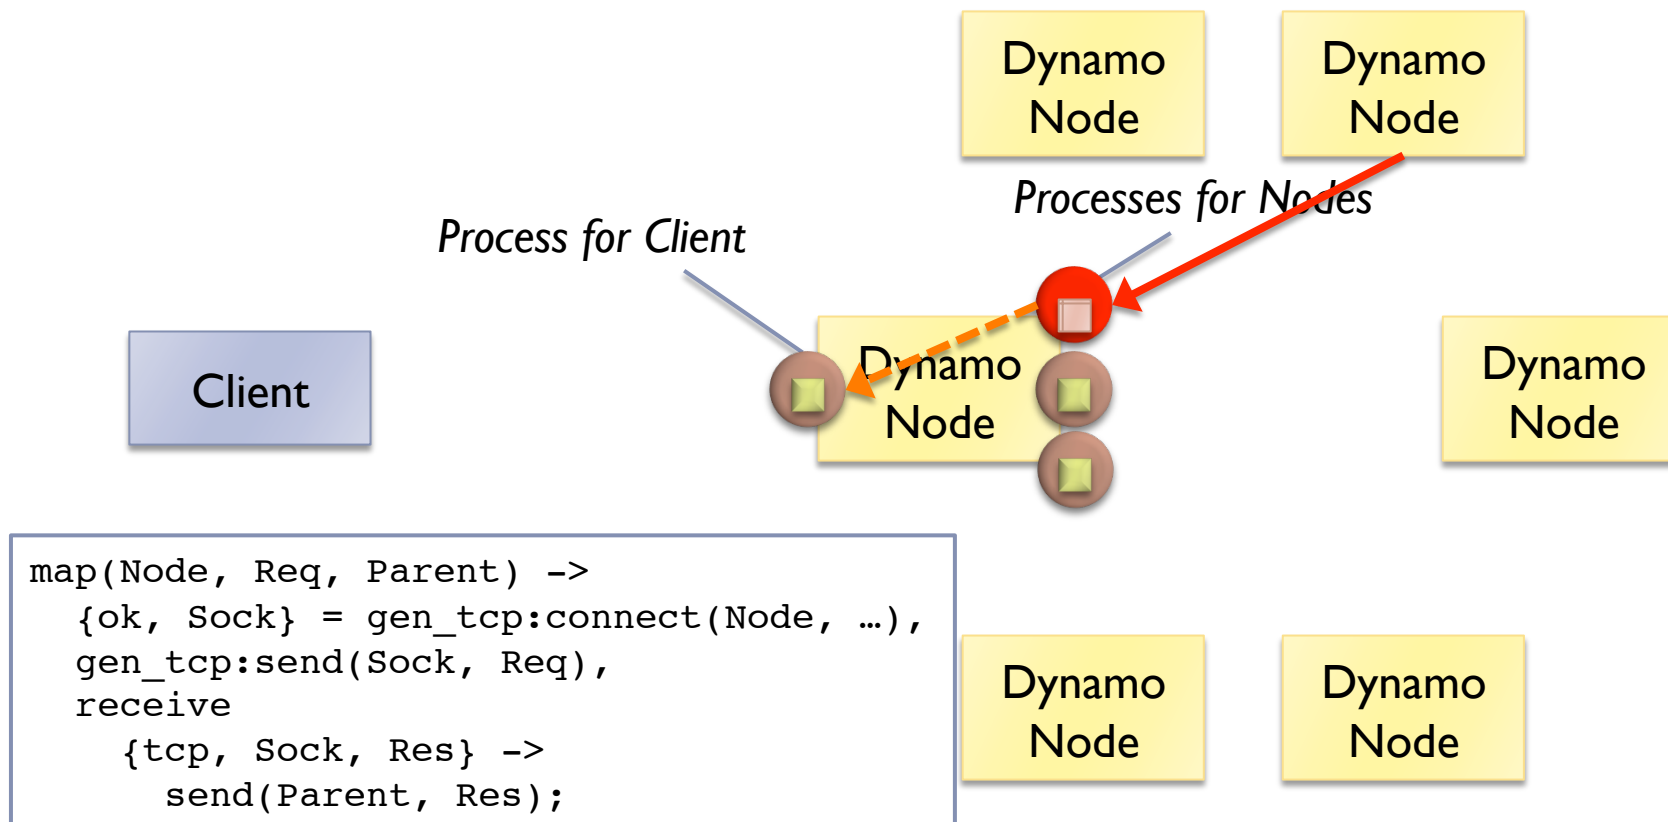 Dynamo
Node
Dynamo
Node
Processes for Nodes
Process for Client
Client
Dynamo
Node
Dynamo
Node
map(Node, Req, Parent) ->
  {ok, Sock} = gen_tcp:connect(Node, …),
  gen_tcp:send(Sock, Req),
  receive
    {tcp, Sock, Res} ->
      send(Parent, Res);
Dynamo
Node
Dynamo
Node